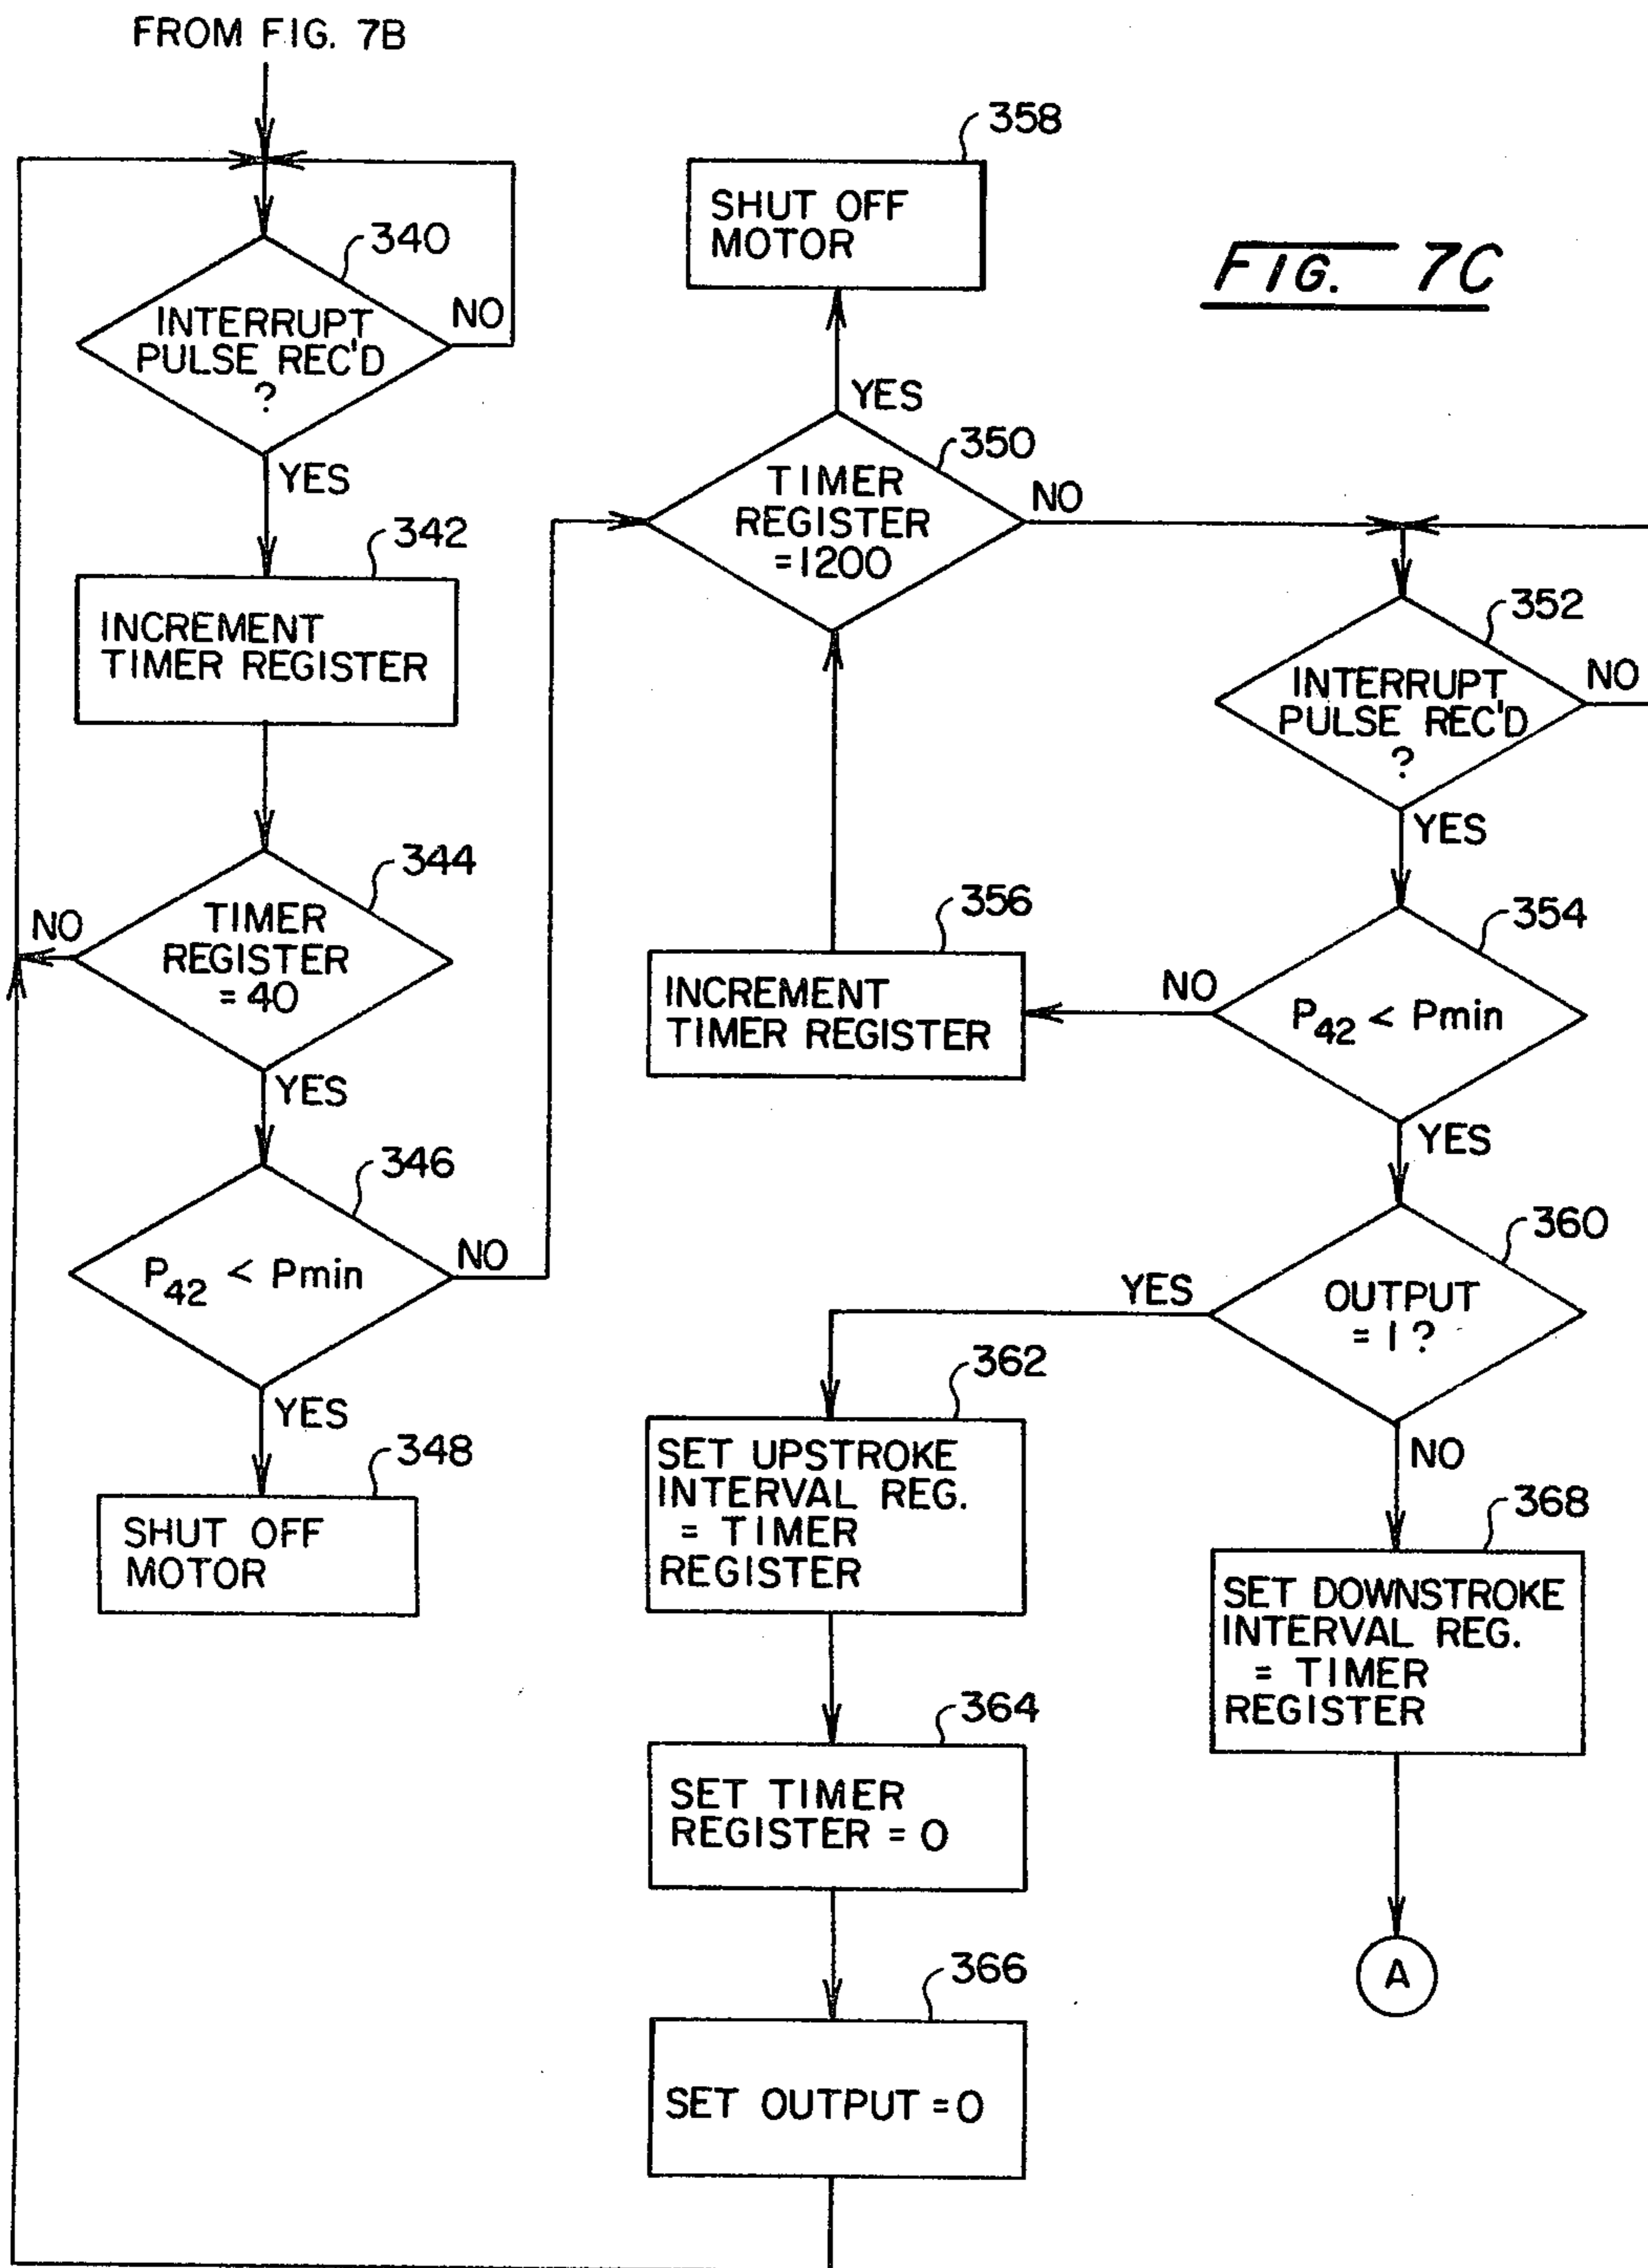 FROM FIG. 7B
340
INTERRUPT
PULSE REC'D
?
NO
YES
342
INCREMENT
TIMER REGISTER
344
TIMER
REGISTER
= 40
NO
YES
346
P42 < Pmin
NO
YES
348
SHUT OFF
MOTOR
358
SHUT OFF
MOTOR
FIG. 7C
YES
350
TIMER
REGISTER
= 1200
NO
352
INTERRUPT
PULSE REC'D
?
NO
YES
354
P42 < Pmin
NO
YES
356
INCREMENT
TIMER REGISTER
360
OUTPUT
= 1 ?
YES
NO
362
SET UPSTROKE
INTERVAL REG.
= TIMER
REGISTER
364
SET TIMER
REGISTER = 0
366
SET OUTPUT = 0
368
SET DOWNSTROKE
INTERVAL REG.
= TIMER
REGISTER
A